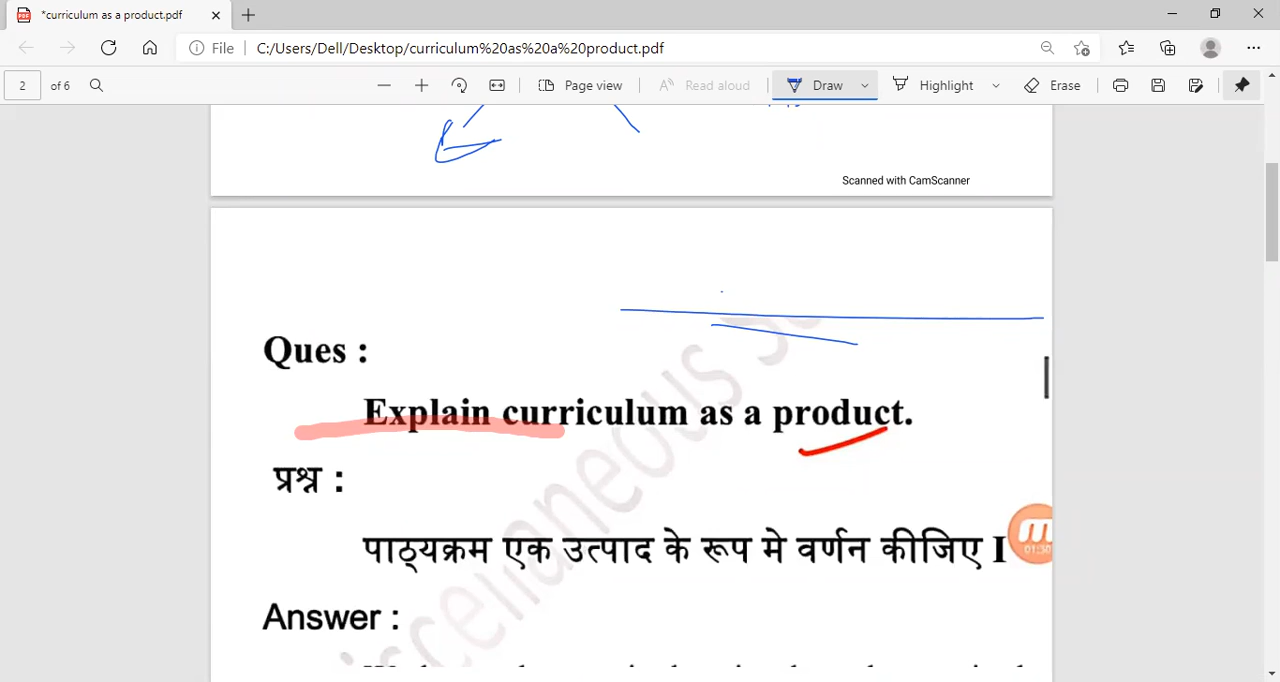 *curriculum as a product.pdf
File
C:/Users/Dell/Desktop/curriculum%20as%20a%20product.pdf
2 of 6
Page view
Read aloud
Draw
Highlight
Erase
Scanned with CamScanner
Ques :
Explain curriculum as a product.
प्रश्न :
पाठ्यक्रम एक उत्पाद के रूप मे वर्णन कीजिए I
01:30
Answer :